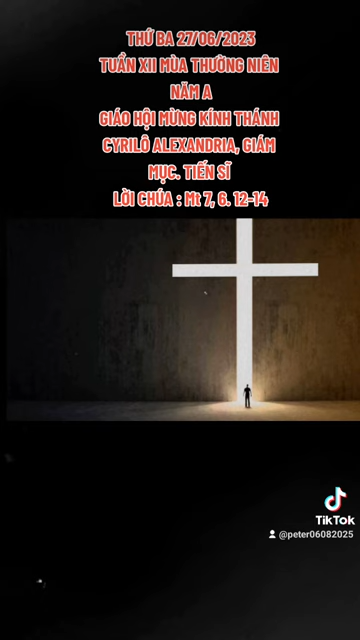 THỨ BA 27/06/2023
TUẦN XII MÙA THƯỜNG NIÊN
NĂM A
GIÁO HỘI MỪNG KÍNH THÁNH
CYRILÔ ALEXANDRIA, GIÁM
MỤC. TIẾN SĨ
LỜI CHÚA : Mt 7, 6. 12-14
TikTok
@peter06082025